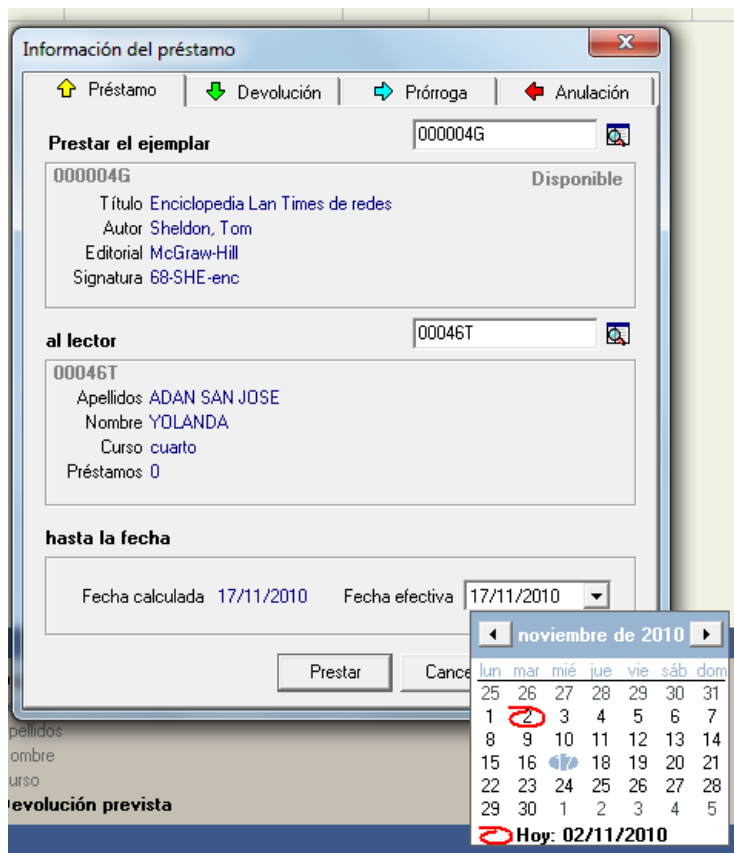 Información del préstamo
Préstamo Devolución Prórroga Anulación
Prestar el ejemplar 000004G
000004G Disponible
Título Enciclopedia Lan Times de redes
Autor Sheldon, Tom
Editorial McGraw-Hill
Signatura 68-SHE-enc
al lector 00046T
00046T
Apellidos ADAN SAN JOSE
Nombre YOLANDA
Curso cuarto
Préstamos 0
hasta la fecha
Fecha calculada 17/11/2010 Fecha efectiva 17/11/2010
noviembre de 2010
Prestar Cance
lun mar mié jue vie sáb dom
25 26 27 28 29 30 31
1 2 3 4 5 6 7
8 9 10 11 12 13 14
15 16 17 18 19 20 21
22 23 24 25 26 27 28
29 30 1 2 3 4 5
Hoy: 02/11/2010
pellidos
ombre
urso
evolución prevista